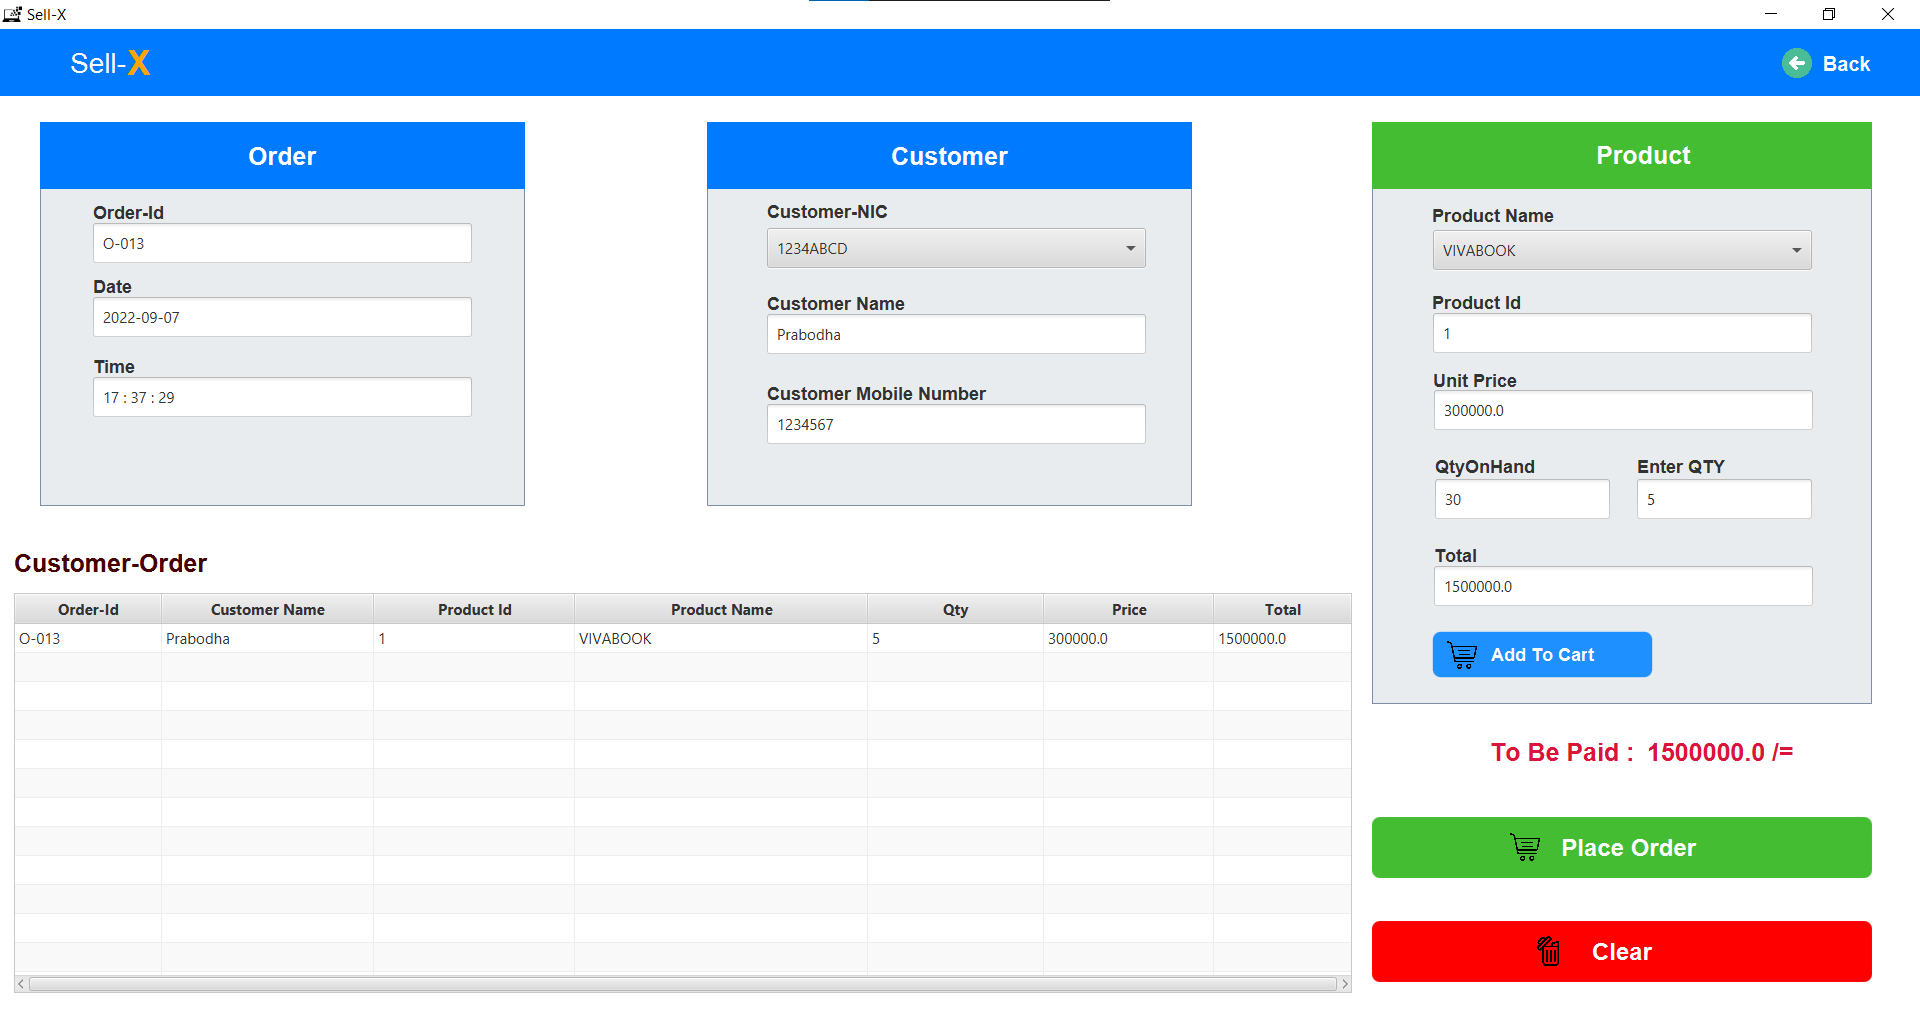 Sell-X
Sell-X
Back
Order
Order-Id
O-013
Date
2022-09-07
Time
17 : 37 : 29
Customer
Customer-NIC
1234ABCD
Customer Name
Prabodha
Customer Mobile Number
1234567
Product
Product Name
VIVABOOK
Product Id
1
Unit Price
300000.0
QtyOnHand Enter QTY
30 5
Total
1500000.0
Add To Cart
Customer-Order
Order-Id Customer Name Product Id Product Name Qty Price Total
O-013 Prabodha 1 VIVABOOK 5 300000.0 1500000.0
To Be Paid : 1500000.0 /=
Place Order
Clear